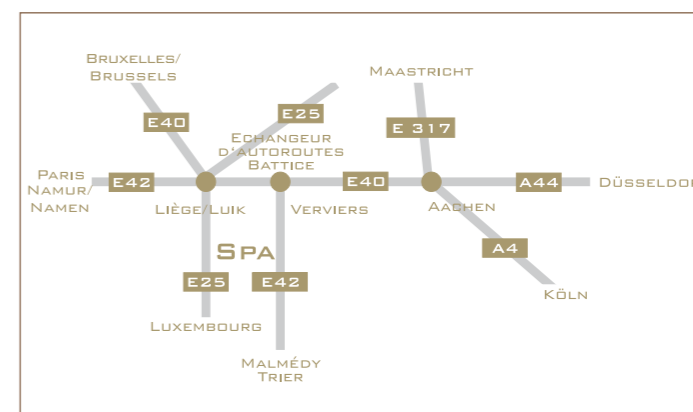 BRUXELLES/
BRUSSELS
MAASTRICHT
E40
E25
E 317
ECHANGEUR
D'AUTOROUTES
BATTICE
PARIS
NAMUR/
NAMEN
E42
E40
A44
DÜSSELDO
LIÈGE/LUIK
VERVIERS
AACHEN
SPA
A4
E25
E42
KÖLN
LUXEMBOURG
MALMÉDY
TRIER